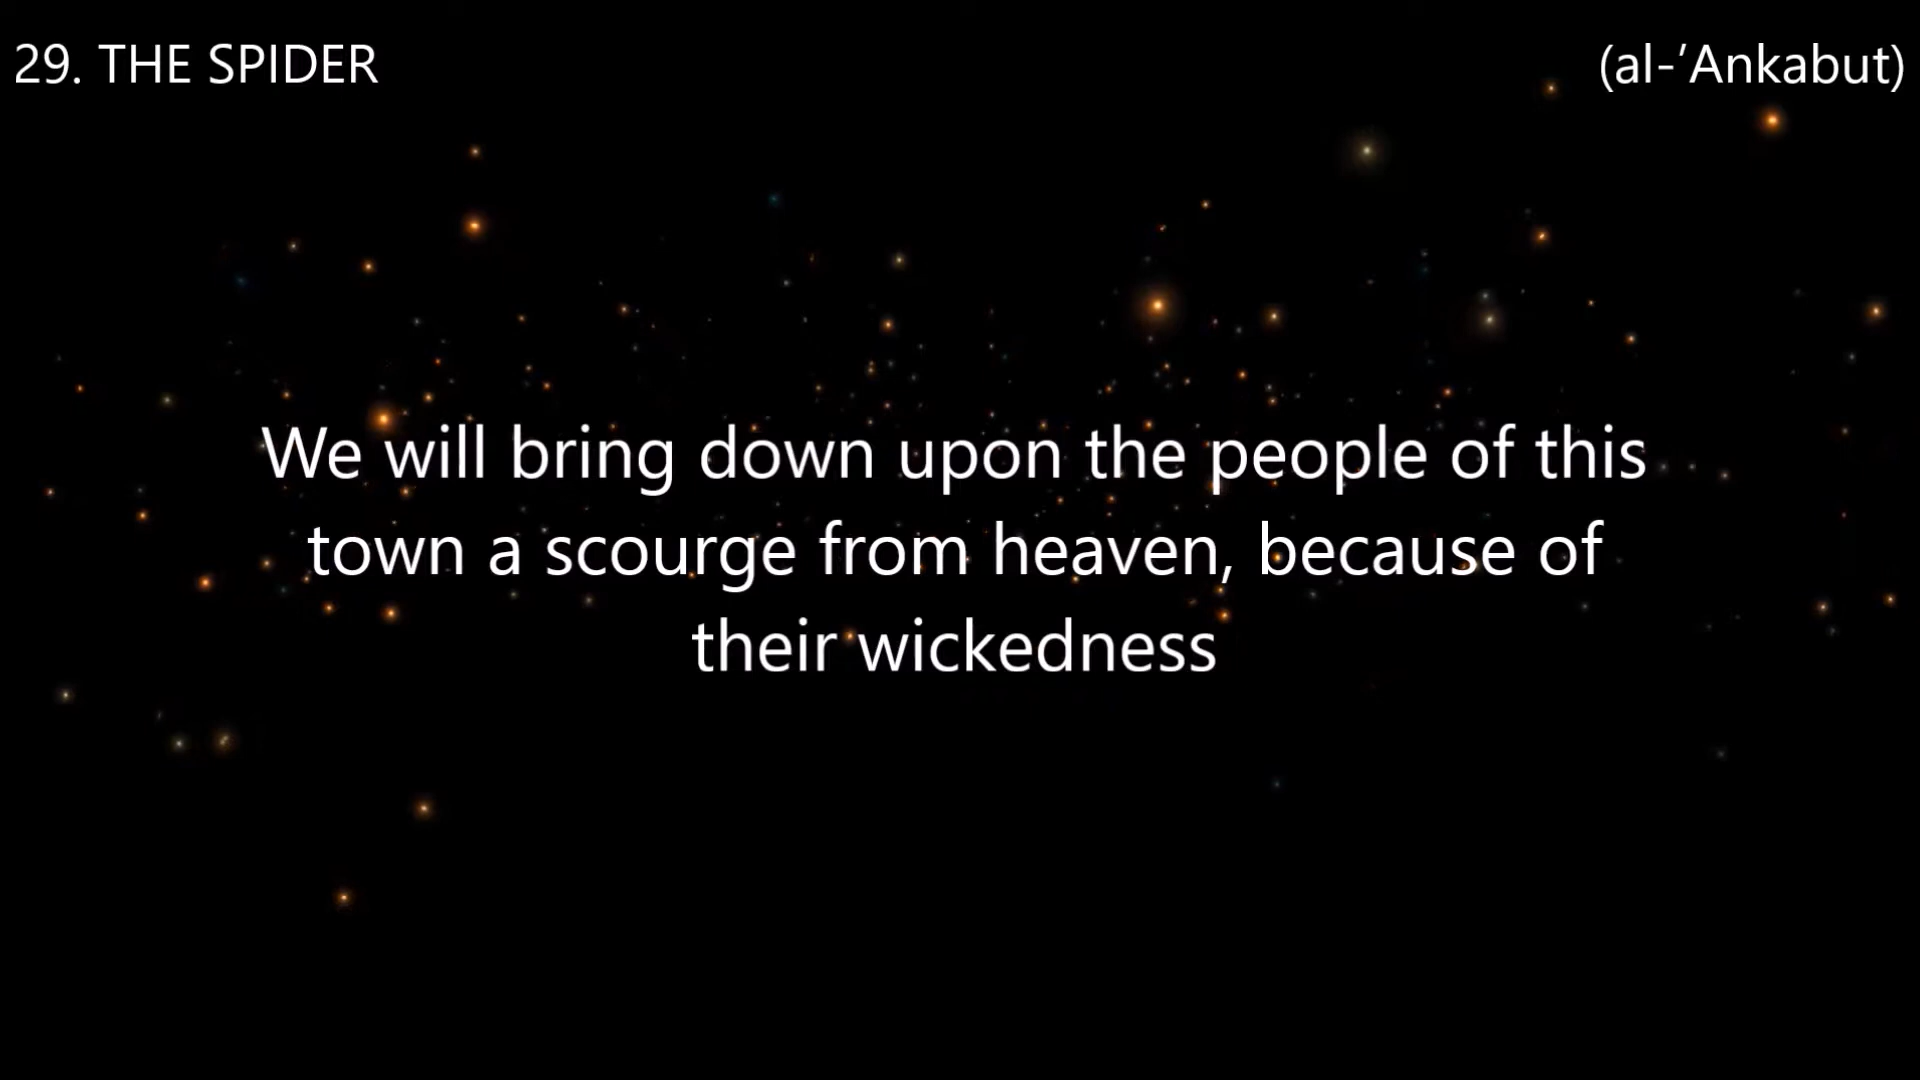 29. THE SPIDER
(al-’Ankabut)
We will bring down upon the people of this
town a scourge from heaven, because of
their wickedness